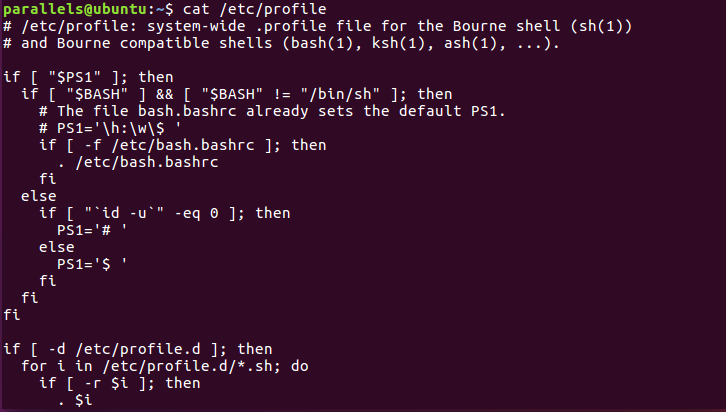 parallels@ubuntu:~$ cat /etc/profile
# /etc/profile: system-wide .profile file for the Bourne shell (sh(1))
# and Bourne compatible shells (bash(1), ksh(1), ash(1), ...).

if [ "$PS1" ]; then
  if [ "$BASH" ] && [ "$BASH" != "/bin/sh" ]; then
    # The file bash.bashrc already sets the default PS1.
    # PS1='\h:\w\$ '
    if [ -f /etc/bash.bashrc ]; then
      . /etc/bash.bashrc
    fi
  else
    if [ "`id -u`" -eq 0 ]; then
      PS1='# '
    else
      PS1='$ '
    fi
  fi
fi

if [ -d /etc/profile.d ]; then
  for i in /etc/profile.d/*.sh; do
    if [ -r $i ]; then
      . $i